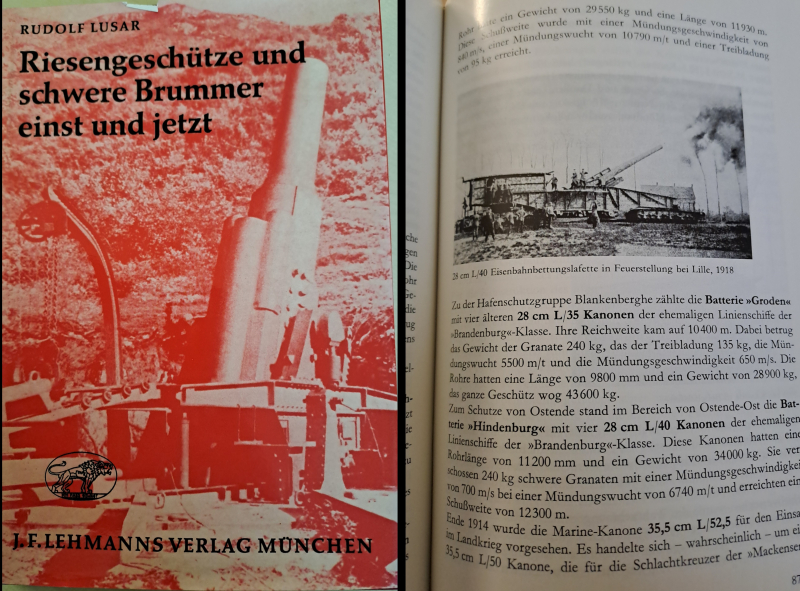 RUDOLF LUSAR
Riesengeschütze und
schwere Brummer
einst und jetzt
J. F. LEHMANNS VERLAG MÜNCHEN
Rohr ein Gewicht von 29550 kg und eine Länge von 11930 m.
Diese Schußweite wurde mit einer Mündungsgeschwindigkeit von
840 m/s, einer Mündungswucht von 10790 m/t und einer Treibladung
von 95 kg erreicht.
28 cm L/40 Eisenbahnbettungslafette in Feuerstellung bei Lille, 1918
Zu der Hafenschutzgruppe Blankenberghe zählte die Batterie »Groden«
mit vier älteren 28 cm L/35 Kanonen der ehemaligen Linienschiffe der
»Brandenburg«-Klasse. Ihre Reichweite kam auf 10400 m. Dabei betrug
das Gewicht der Granate 240 kg, das der Treibladung 135 kg, die Mün-
dungswucht 5500 m/t und die Mündungsgeschwindigkeit 650 m/s. Die
Rohre hatten eine Länge von 9800 mm und ein Gewicht von 28900 kg,
das ganze Geschütz wog 43600 kg.
Zum Schutze von Ostende stand im Bereich von Ostende-Ost die Bat-
terie »Hindenburg« mit vier 28 cm L/40 Kanonen der ehemaligen
Linienschiffe der »Brandenburg«-Klasse. Diese Kanonen hatten eine
Rohrlänge von 11200 mm und ein Gewicht von 34000 kg. Sie ver
schossen 240 kg schwere Granaten mit einer Mündungsgeschwindigkei
von 700 m/s bei einer Mündungswucht von 6740 m/t und erreichten ein
Schußweite von 12300 m.
Ende 1914 wurde die Marine-Kanone 35,5 cm L/52,5 für den Einsa
im Landkrieg vorgesehen. Es handelte sich – wahrscheinlich – um ei
35,5 cm L/50 Kanone, die für die Schlachtkreuzer der »Mackensen
87